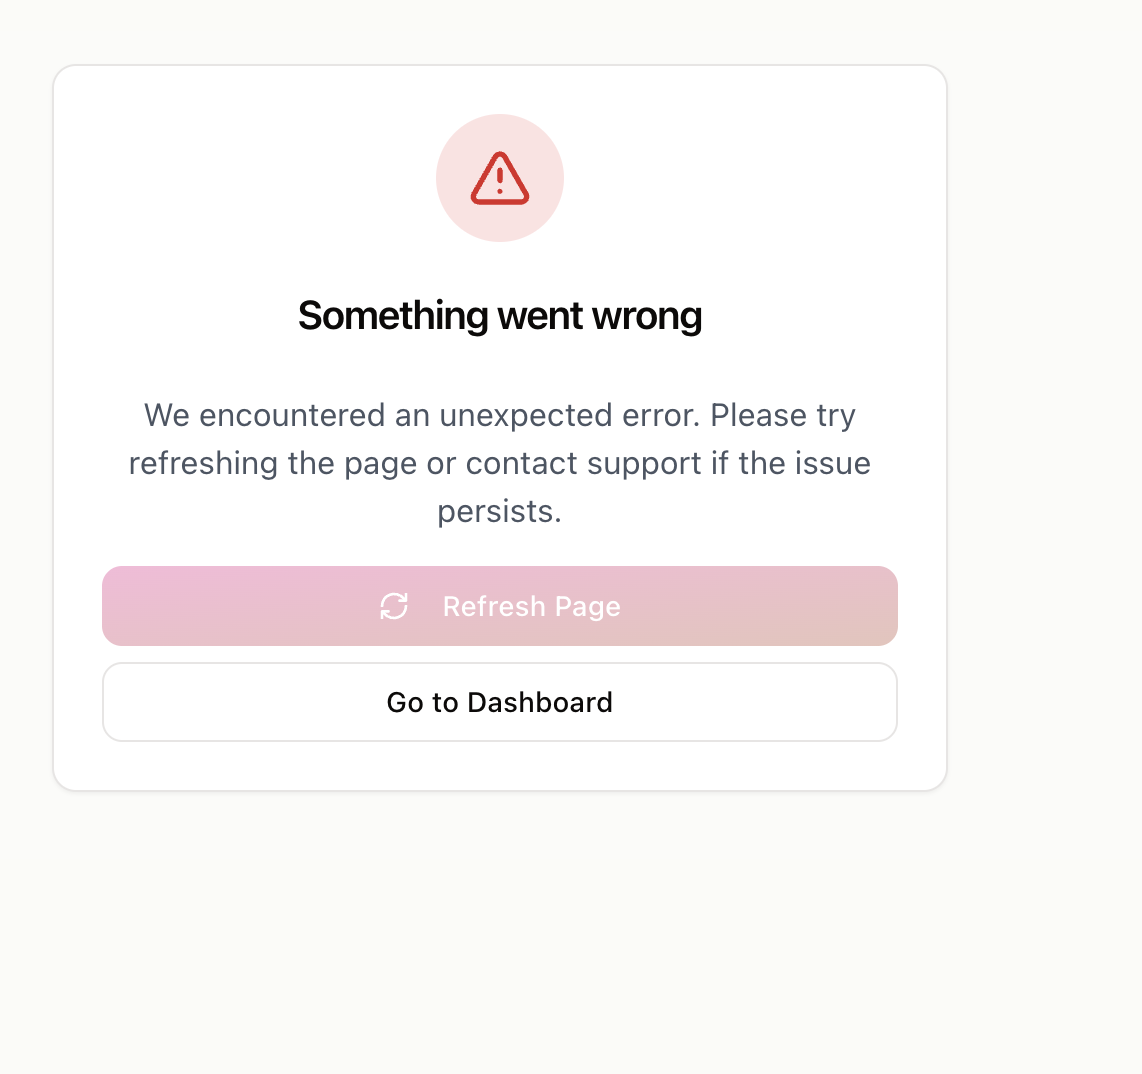 Something went wrong
We encountered an unexpected error. Please try
refreshing the page or contact support if the issue
persists.
Refresh Page
Go to Dashboard